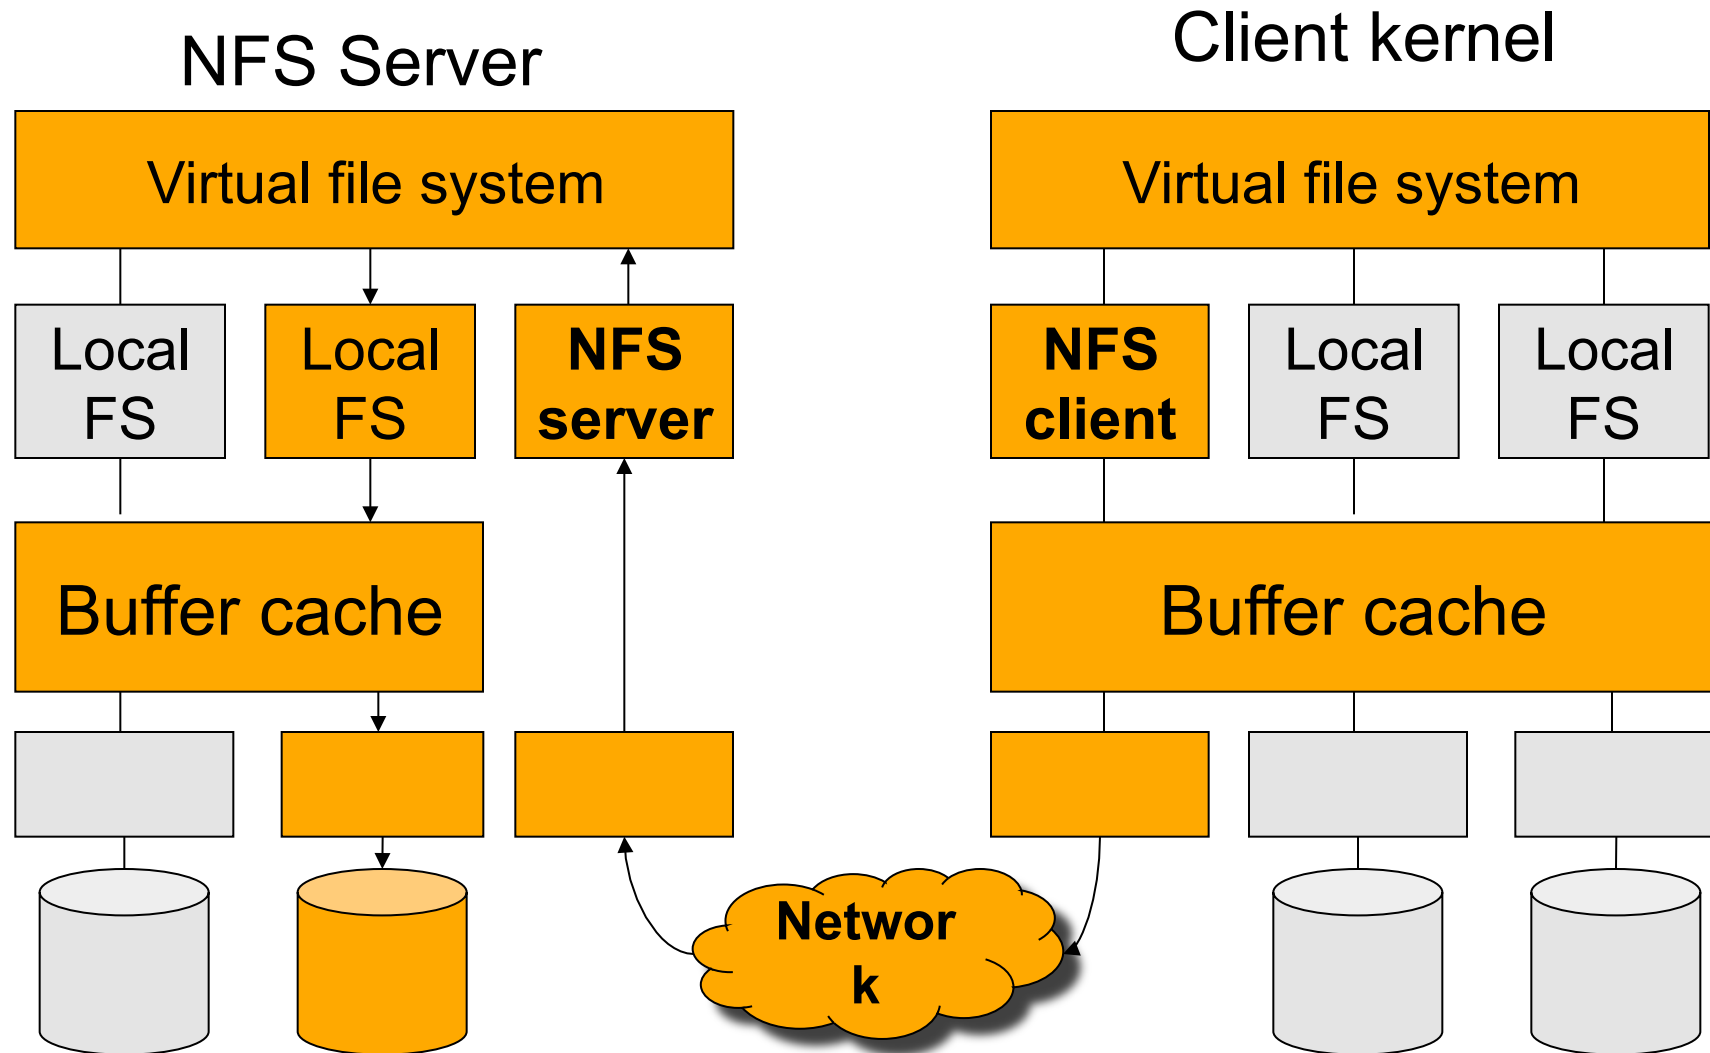 NFS Server
Client kernel
Virtual file system
Virtual file system
Local
FS
Local
FS
NFS
server
NFS
client
Local
FS
Local
FS
Buffer cache
Buffer cache
Networ
k